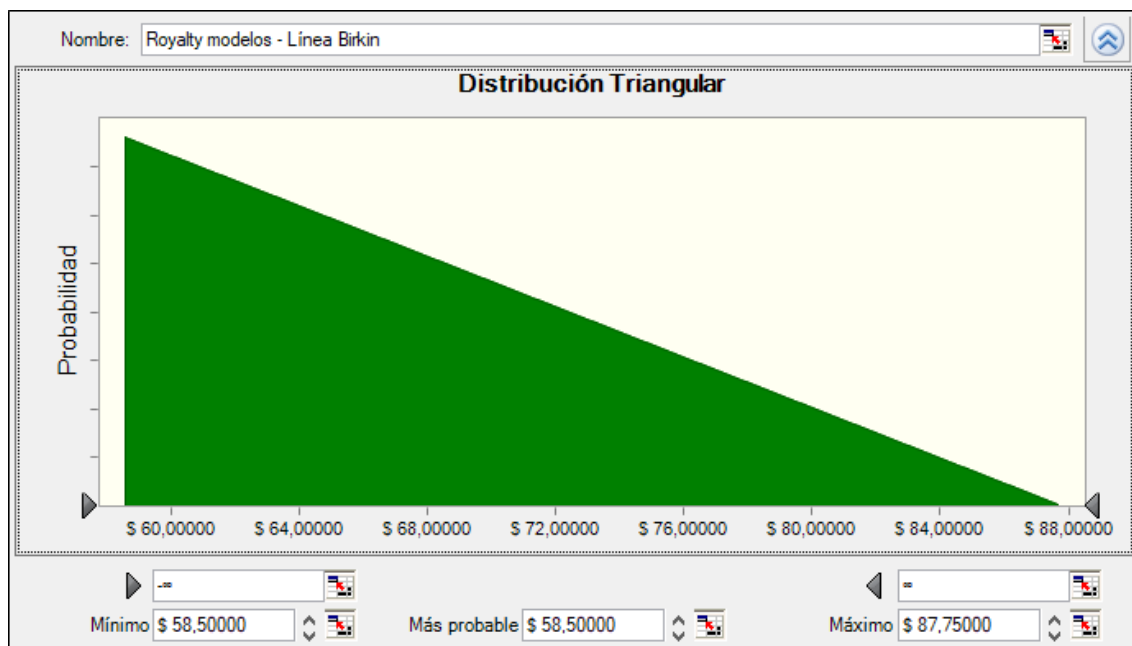 Nombre: Royalty modelos - Línea Birkin
Distribución Triangular
Probabilidad
$ 60,00000 $ 64,00000 $ 68,00000 $ 72,00000 $ 76,00000 $ 80,00000 $ 84,00000 $ 88,00000
-∞ ∞
Mínimo $ 58,50000 Más probable $ 58,50000 Máximo $ 87,75000